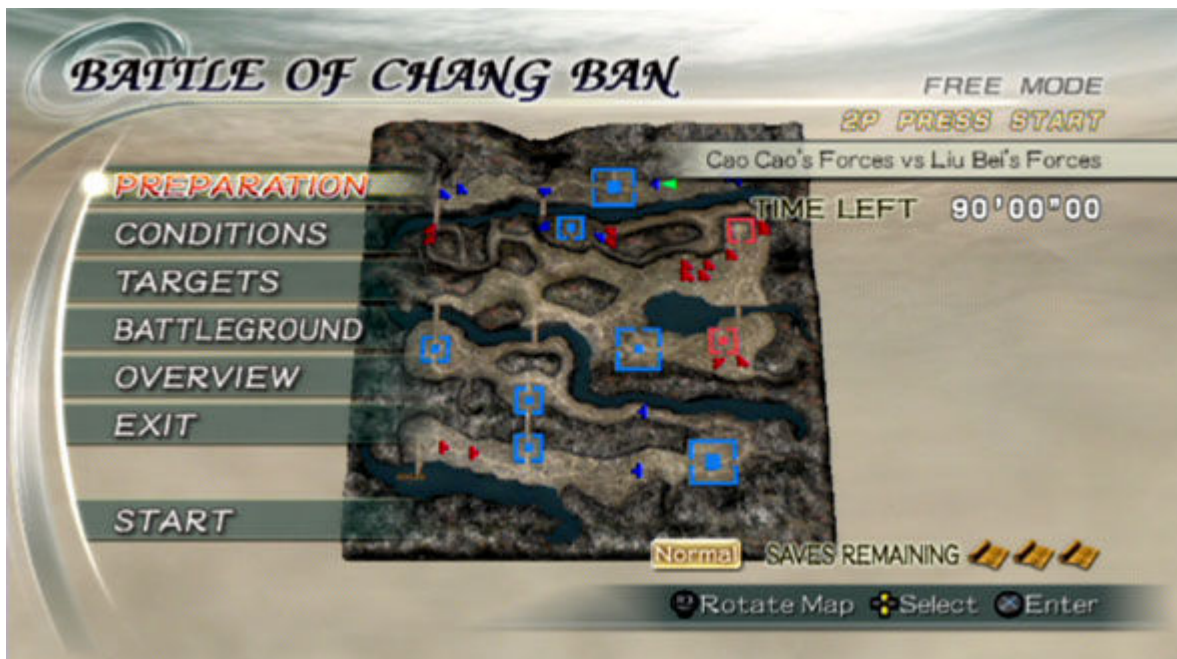 BATTLE OF CHANG BAN
FREE MODE
2P PRESS START
Cao Cao's Forces vs Liu Bei's Forces
TIME LEFT 90'00"00
PREPARATION
CONDITIONS
TARGETS
BATTLEGROUND
OVERVIEW
EXIT
START
Normal SAVES REMAINING
Rotate Map Select Enter